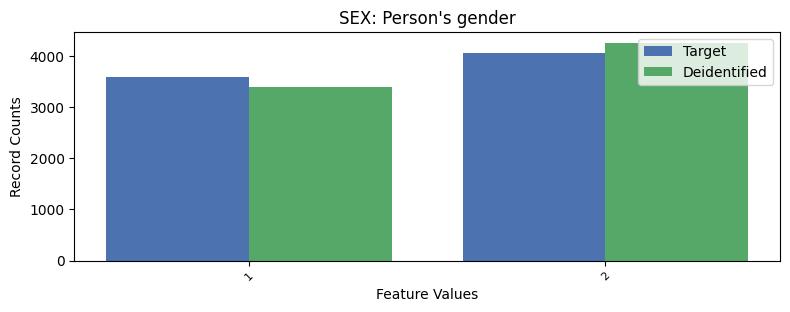 SEX: Person's gender
Target
Deidentified
Record Counts
4000
3000
2000
1000
0
1
2
Feature Values